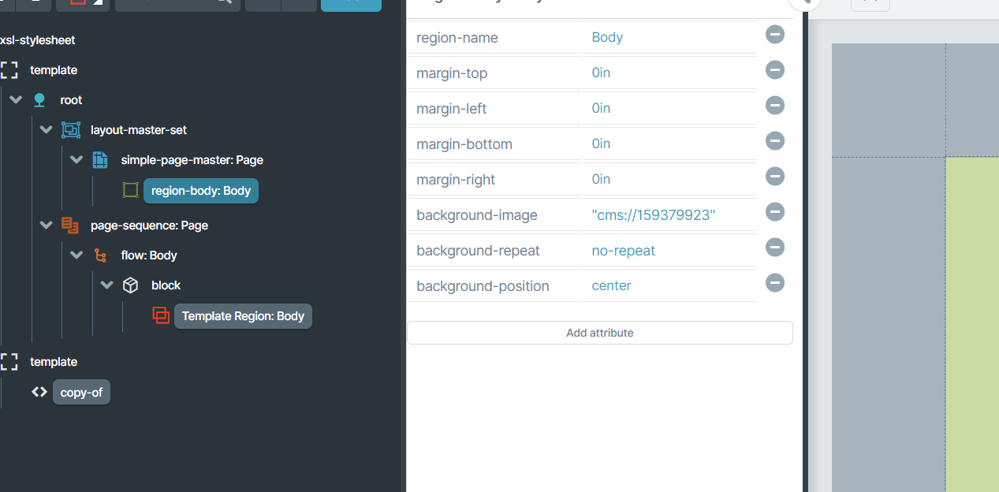 xsl-stylesheet
template
root
layout-master-set
simple-page-master: Page
region-body: Body
page-sequence: Page
flow: Body
block
Template Region: Body
template
copy-of
region-name Body
margin-top 0in
margin-left 0in
margin-bottom 0in
margin-right 0in
background-image "cms://159379923"
background-repeat no-repeat
background-position center
Add attribute